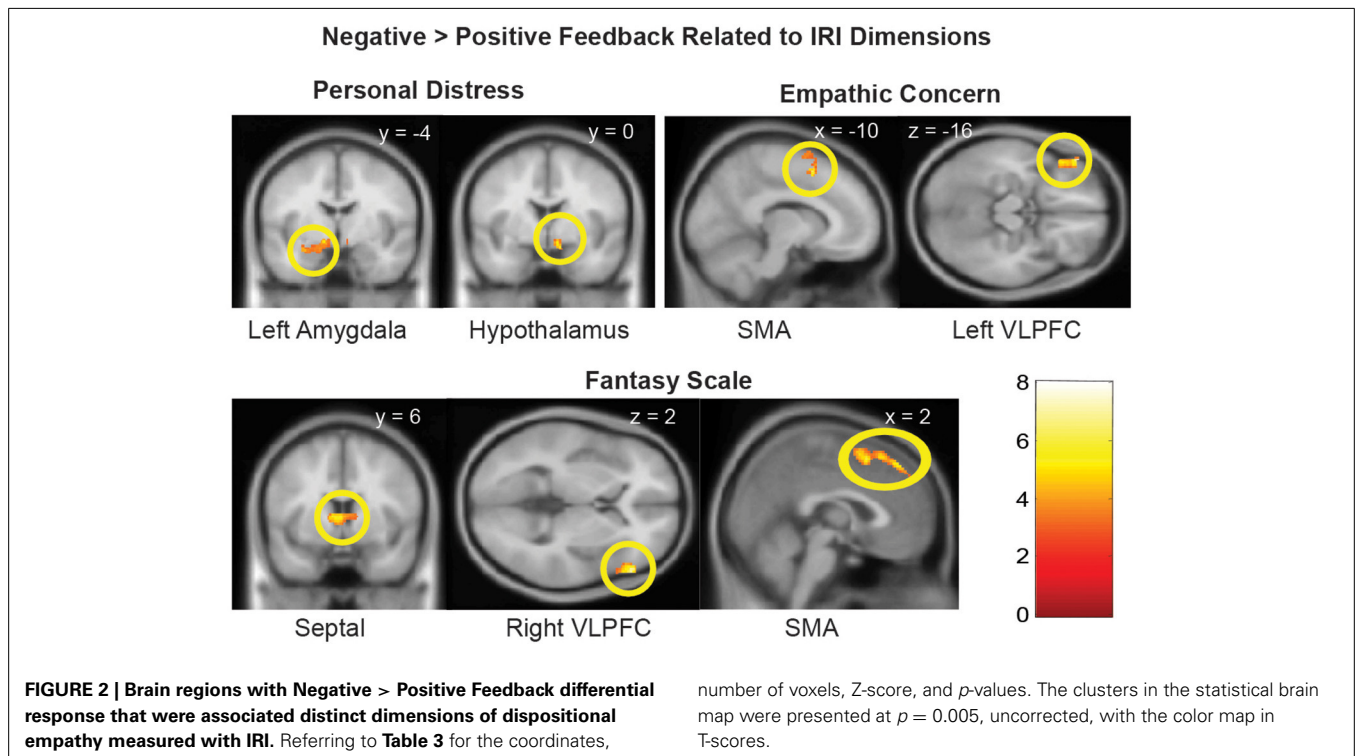 Negative > Positive Feedback Related to IRI Dimensions
Personal Distress
Empathic Concern
y = -4
y = 0
x = -10
z = -16
Left Amygdala
Hypothalamus
SMA
Left VLPFC
Fantasy Scale
y = 6
z = 2
x = 2
8
6
4
2
0
Septal
Right VLPFC
SMA
FIGURE 2 | Brain regions with Negative > Positive Feedback differential
response that were associated distinct dimensions of dispositional
empathy measured with IRI. Referring to Table 3 for the coordinates,
number of voxels, Z-score, and p-values. The clusters in the statistical brain
map were presented at p = 0.005, uncorrected, with the color map in
T-scores.